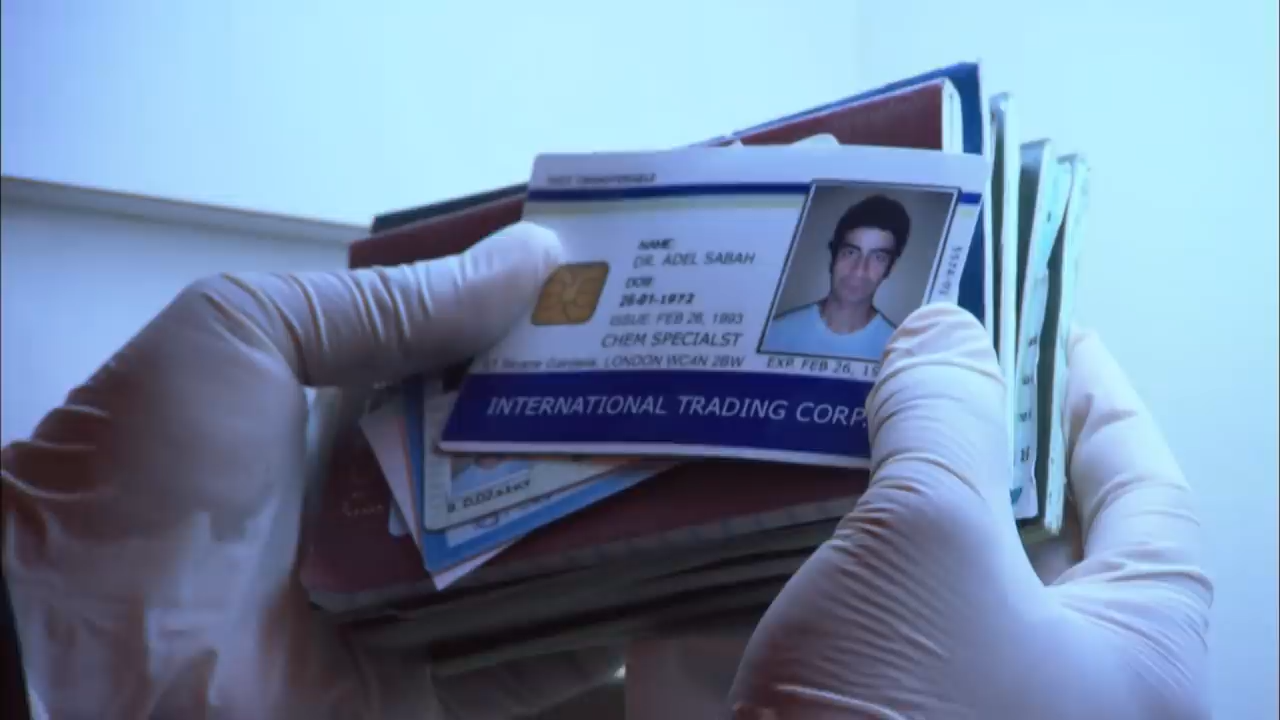 NAME:
DR. ADEL SABAH
DOB:
26-01-1972
ISSUE: FEB 26, 1993
CHEM SPECIALST
LONDON WC4N 2BW
EXP. FEB 26, 19
INTERNATIONAL TRADING CORP.